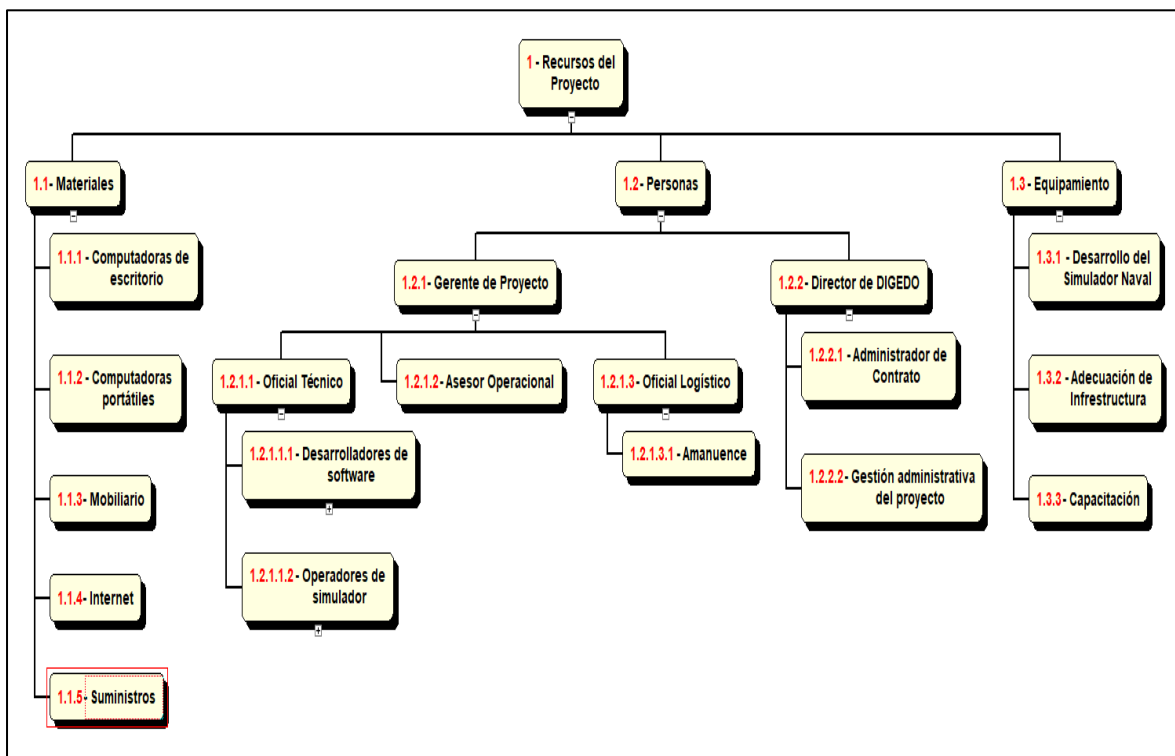 1 - Recursos del
Proyecto
1.1- Materiales
1.2- Personas
1.3 - Equipamiento
1.1.1 - Computadoras de
escritorio
1.1.2 - Computadoras
portátiles
1.1.3- Mobiliario
1.1.4- Internet
1.1.5- Suministros
1.2.1- Gerente de Proyecto
1.2.2- Director de DIGEDO
1.2.1.1 - Oficial Técnico
1.2.1.2 - Asesor Operacional
1.2.1.3 - Oficial Logístico
1.2.1.1.1 - Desarrolladores de
software
1.2.1.1.2 - Operadores de
simulador
1.2.1.3.1 - Amanuence
1.2.2.1 - Administrador de
Contrato
1.2.2.2 - Gestión administrativa
del proyecto
1.3.1 - Desarrollo del
Simulador Naval
1.3.2 - Adecuación de
Infrestructura
1.3.3- Capacitación